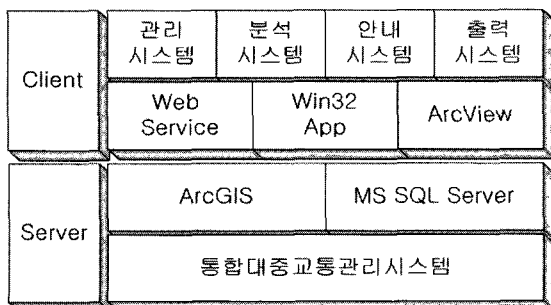 관리 분석 안내 출력
시스템 시스템 시스템 시스템
Client
Web Win32 ArcView
Service App
ArcGIS MS SQL Server
Server
통합대중교통관리시스템